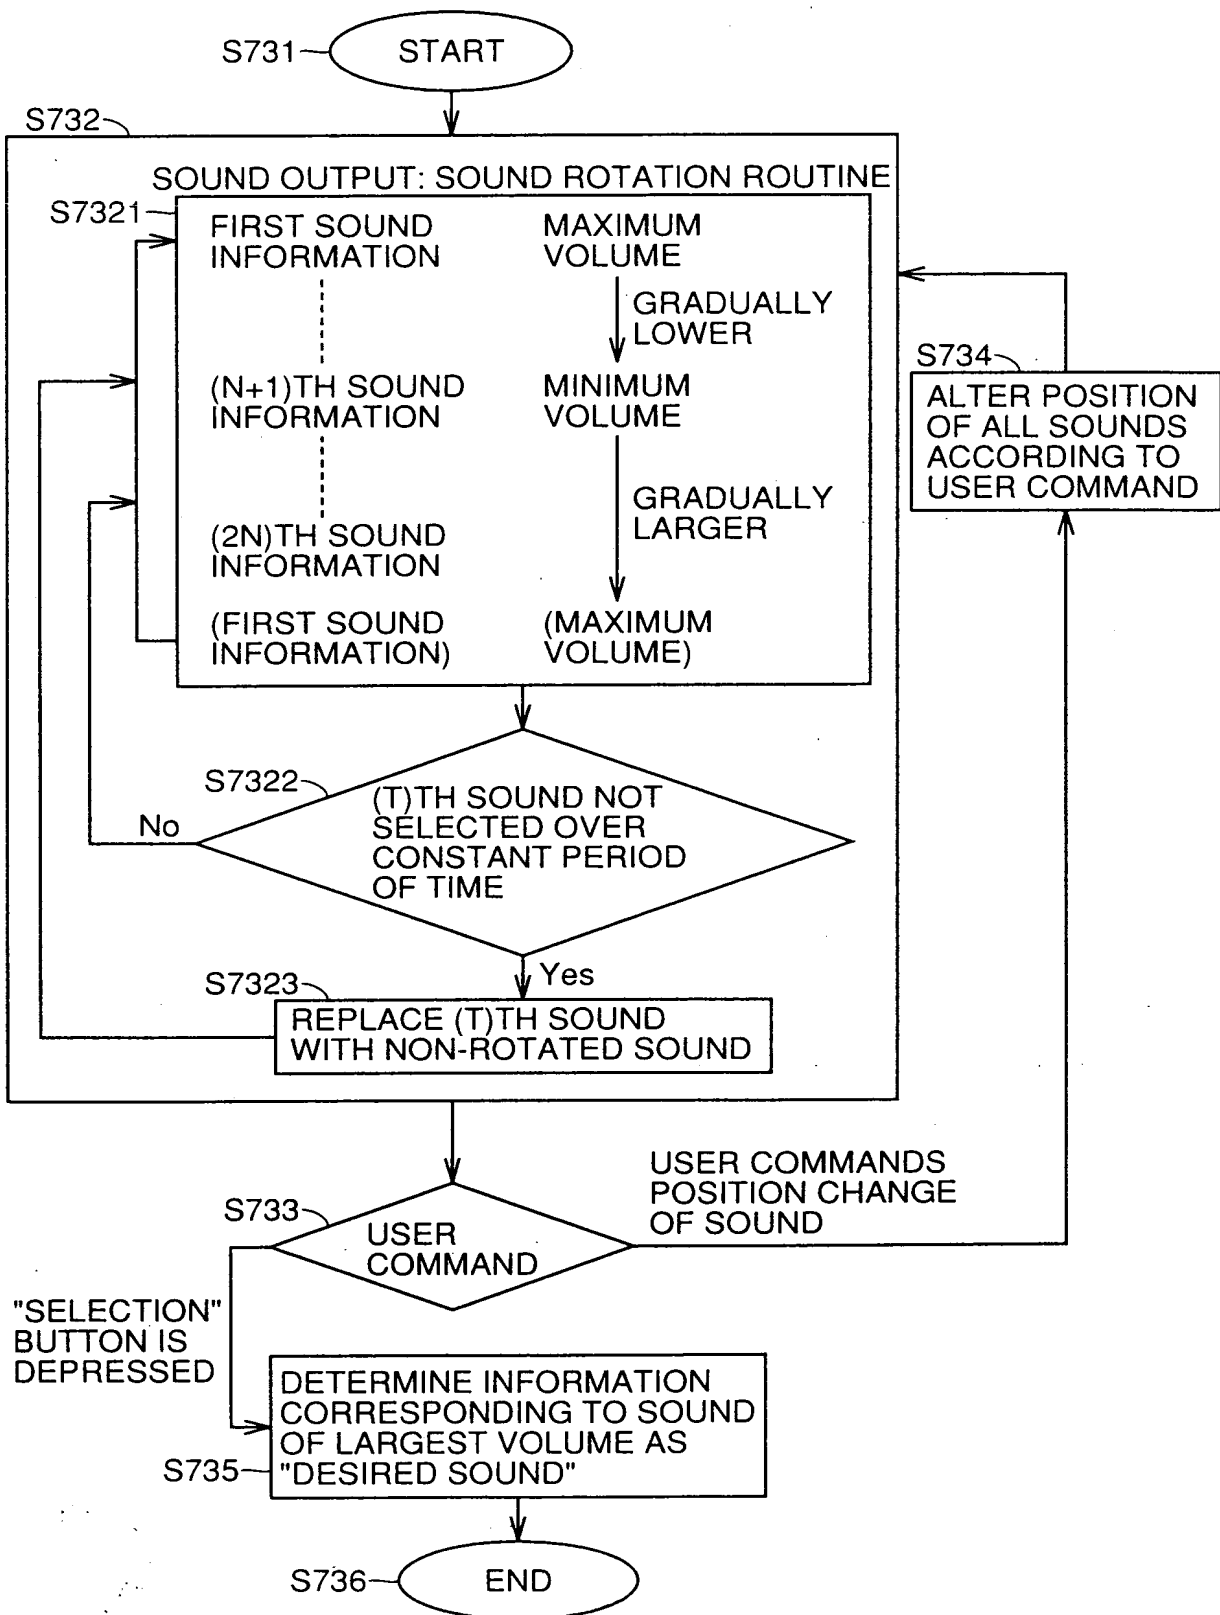 S731
START
S732
SOUND OUTPUT: SOUND ROTATION ROUTINE
S7321
FIRST SOUND
INFORMATION
MAXIMUM
VOLUME
GRADUALLY
LOWER
(N+1)TH SOUND
INFORMATION
MINIMUM
VOLUME
GRADUALLY
LARGER
(2N)TH SOUND
INFORMATION
(FIRST SOUND
INFORMATION)
(MAXIMUM
VOLUME)
S734
ALTER POSITION
OF ALL SOUNDS
ACCORDING TO
USER COMMAND
S7322
(T)TH SOUND NOT
SELECTED OVER
CONSTANT PERIOD
OF TIME
No
Yes
S7323
REPLACE (T)TH SOUND
WITH NON-ROTATED SOUND
S733
USER
COMMAND
USER COMMANDS
POSITION CHANGE
OF SOUND
"SELECTION"
BUTTON IS
DEPRESSED
DETERMINE INFORMATION
CORRESPONDING TO SOUND
OF LARGEST VOLUME AS
"DESIRED SOUND"
S735
S736
END